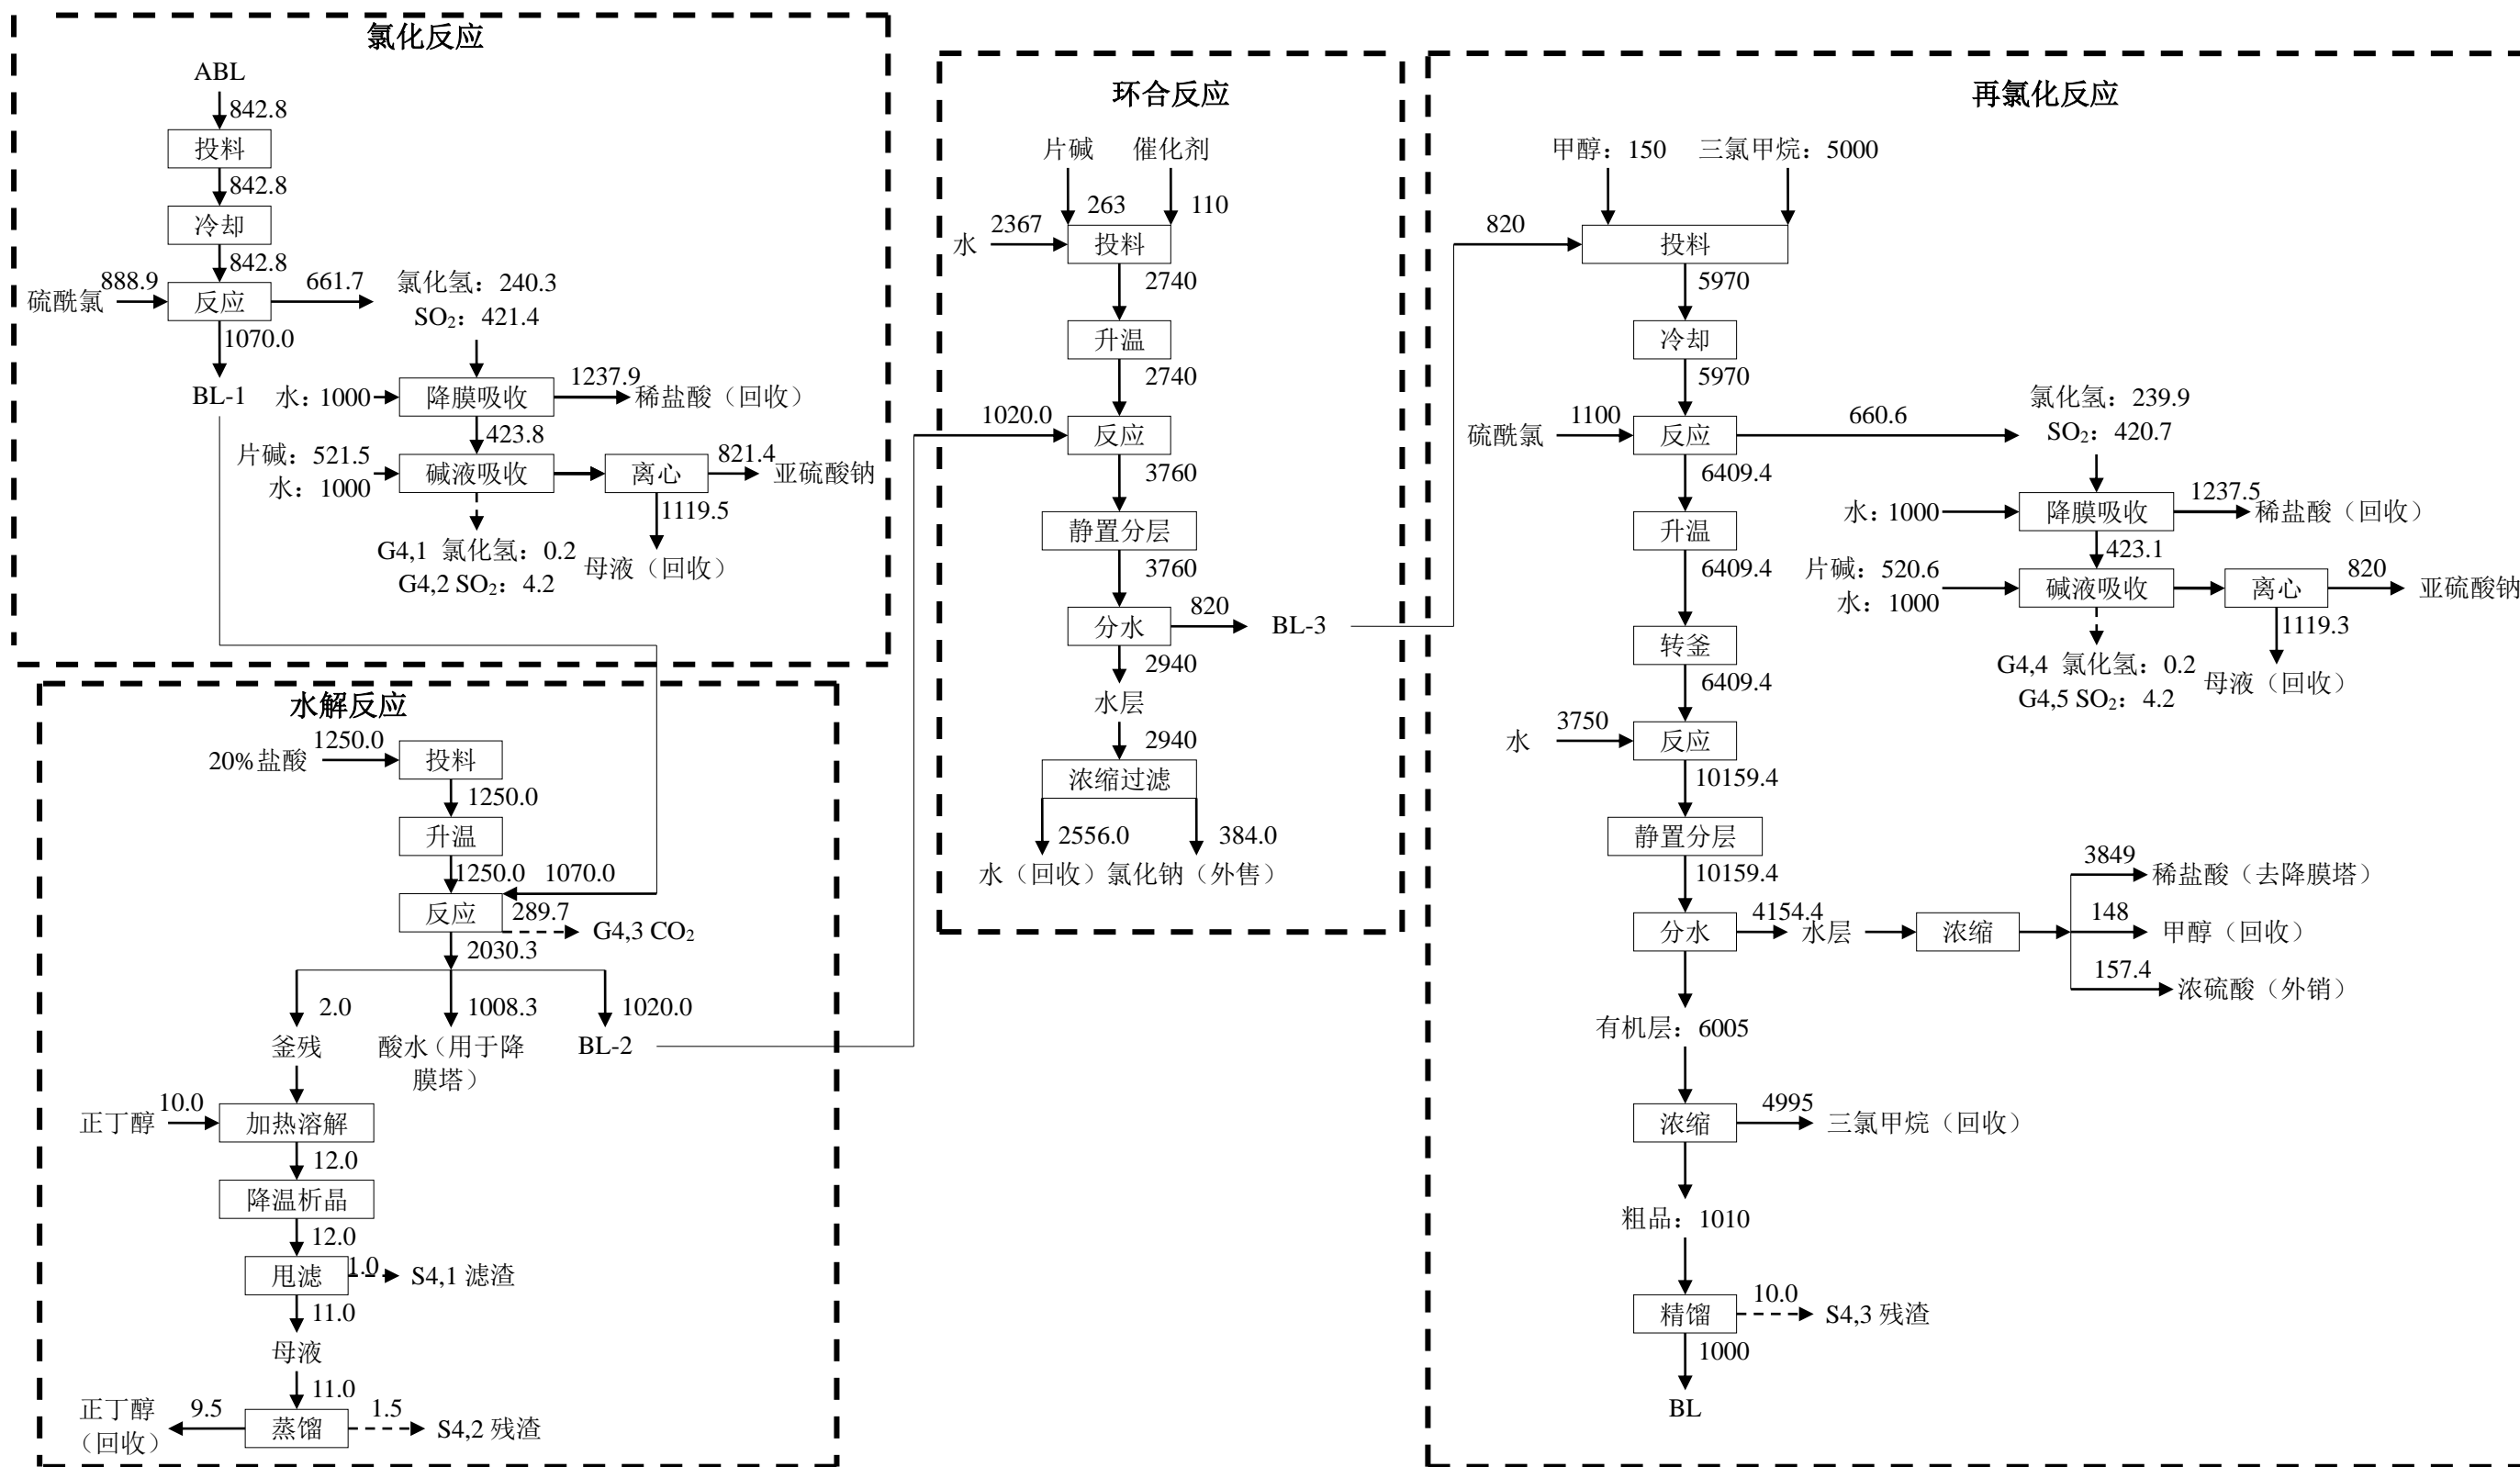 氯化反应
ABL
842.8
投料
842.8
冷却
842.8
硫酰氯
888.9
反应
661.7
氯化氢：240.3
SO₂：421.4
1070.0
BL-1
水：1000
降膜吸收
1237.9
稀盐酸（回收）
423.8
片碱：521.5
水：1000
碱液吸收
离心
821.4
亚硫酸钠
1119.5
母液（回收）
G4,1 氯化氢：0.2
G4,2 SO₂：4.2
水解反应
20%盐酸
1250.0
投料
1250.0
升温
1250.0
1070.0
反应
289.7
G4,3 CO₂
2030.3
2.0
1008.3
1020.0
釜残
酸水（用于降
膜塔）
BL-2
正丁醇
10.0
加热溶解
12.0
降温析晶
12.0
甩滤
1.0
S4,1 滤渣
11.0
母液
11.0
正丁醇
（回收）
9.5
蒸馏
1.5
S4,2 残渣
环合反应
片碱
催化剂
263
110
水
2367
投料
2740
升温
2740
1020.0
反应
3760
静置分层
3760
分水
820
BL-3
2940
水层
2940
浓缩过滤
2556.0
384.0
水（回收）
氯化钠（外售）
再氯化反应
甲醇：150
三氯甲烷：5000
820
投料
5970
冷却
5970
硫酰氯
1100
反应
660.6
氯化氢：239.9
SO₂：420.7
6409.4
升温
6409.4
水：1000
降膜吸收
1237.5
稀盐酸（回收）
423.1
片碱：520.6
水：1000
碱液吸收
离心
820
亚硫酸钠
1119.3
母液（回收）
G4,4 氯化氢：0.2
G4,5 SO₂：4.2
转釜
6409.4
水
3750
反应
10159.4
静置分层
10159.4
分水
4154.4
水层
浓缩
3849
稀盐酸（去降膜塔）
148
甲醇（回收）
157.4
浓硫酸（外销）
有机层：6005
浓缩
4995
三氯甲烷（回收）
粗品：1010
精馏
10.0
S4,3 残渣
1000
BL